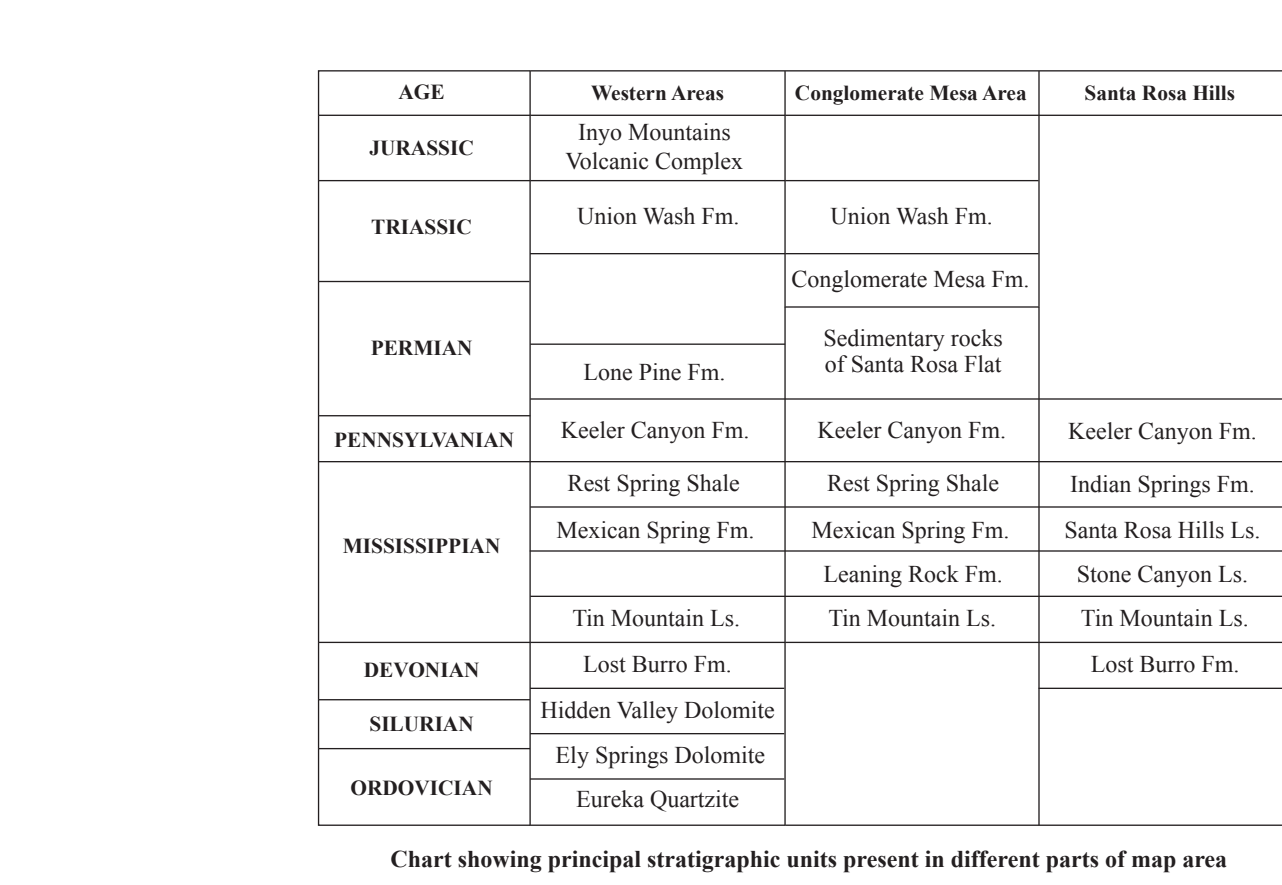 AGE Western Areas Conglomerate Mesa Area Santa Rosa Hills
JURASSIC Inyo Mountains
Volcanic Complex
TRIASSIC Union Wash Fm. Union Wash Fm.
Conglomerate Mesa Fm.
PERMIAN Sedimentary rocks
of Santa Rosa Flat
Lone Pine Fm.
PENNSYLVANIAN Keeler Canyon Fm. Keeler Canyon Fm. Keeler Canyon Fm.
Rest Spring Shale Rest Spring Shale Indian Springs Fm.
Mexican Spring Fm. Mexican Spring Fm. Santa Rosa Hills Ls.
MISSISSIPPIAN
Leaning Rock Fm. Stone Canyon Ls.
Tin Mountain Ls. Tin Mountain Ls. Tin Mountain Ls.
DEVONIAN Lost Burro Fm. Lost Burro Fm.
SILURIAN Hidden Valley Dolomite
Ely Springs Dolomite
ORDOVICIAN
Eureka Quartzite
Chart showing principal stratigraphic units present in different parts of map area